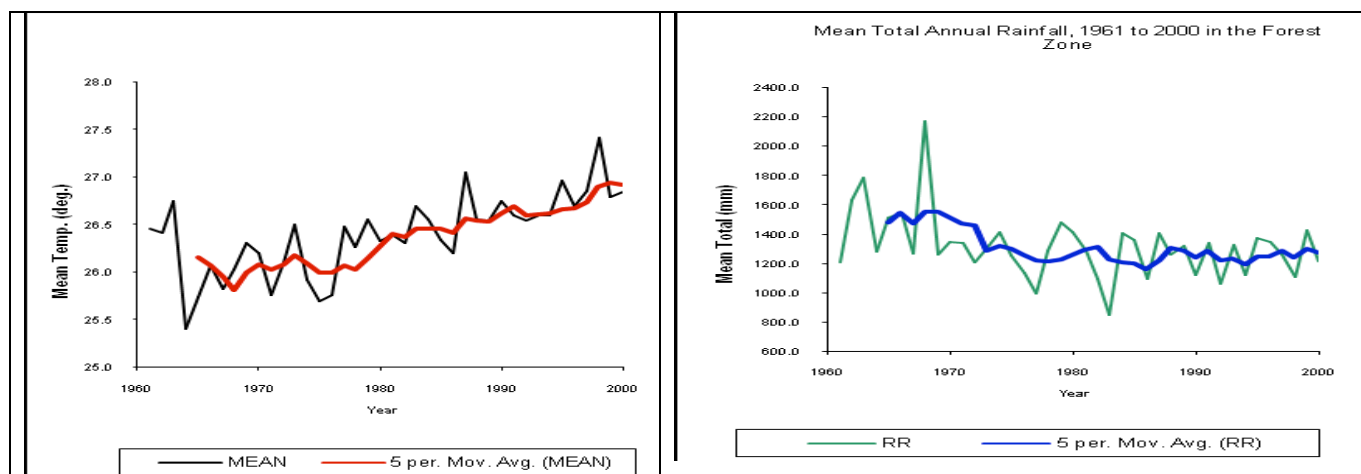 28.0
27.5
27.0
26.5
26.0
25.5
25.0
Mean Temp. (deg.)
1960
1970
1980
1990
2000
Year
MEAN
5 per. Mov. Avg. (MEAN)
Mean Total Annual Rainfall, 1961 to 2000 in the Forest
Zone
2400.0
2200.0
2000.0
1800.0
1600.0
1400.0
1200.0
1000.0
800.0
600.0
Mean Total (mm)
1960
1970
1980
1990
2000
Year
RR
5 per. Mov. Avg. (RR)